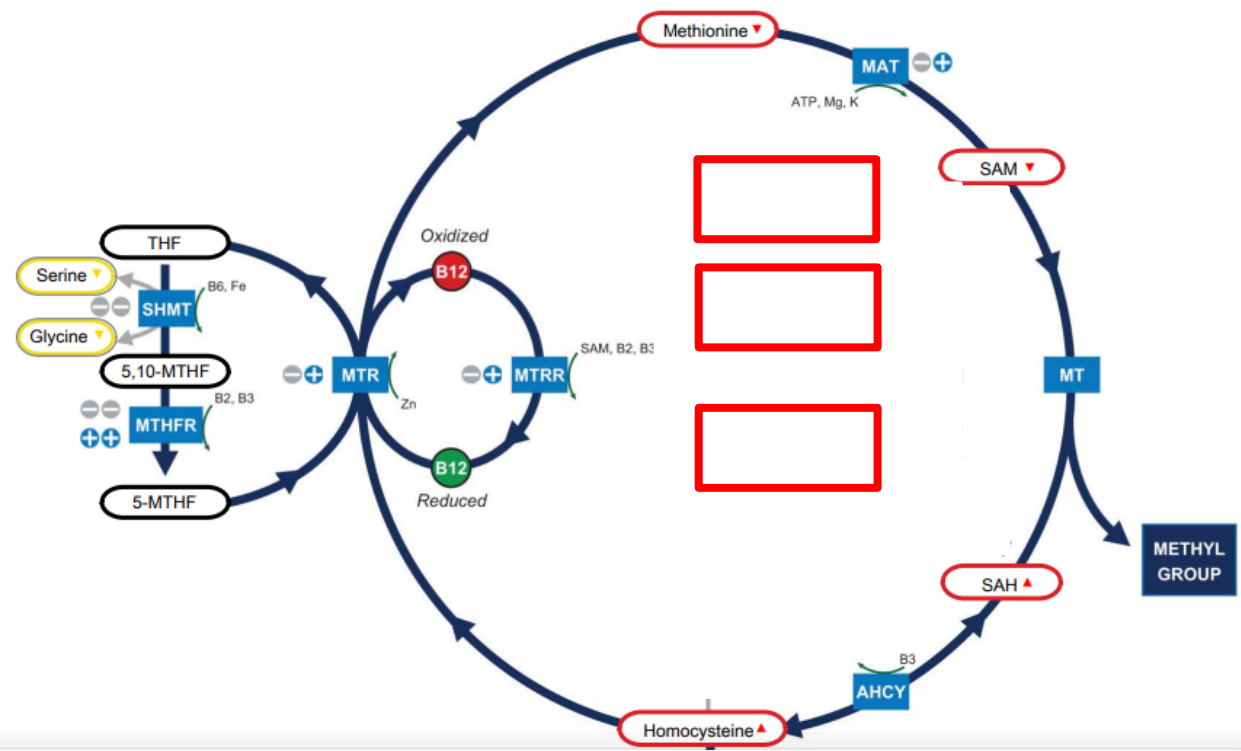 Methionine
MAT
ATP, Mg, K
SAM
THF
Oxidized
Serine
B12
B6, Fe
SHMT
Glycine
SAM, B2, B3
5,10-MTHF
MTR
MTRR
MT
B2, B3
Zn
MTHFR
B12
5-MTHF
Reduced
METHYL
GROUP
SAH
B3
AHCY
Homocysteine